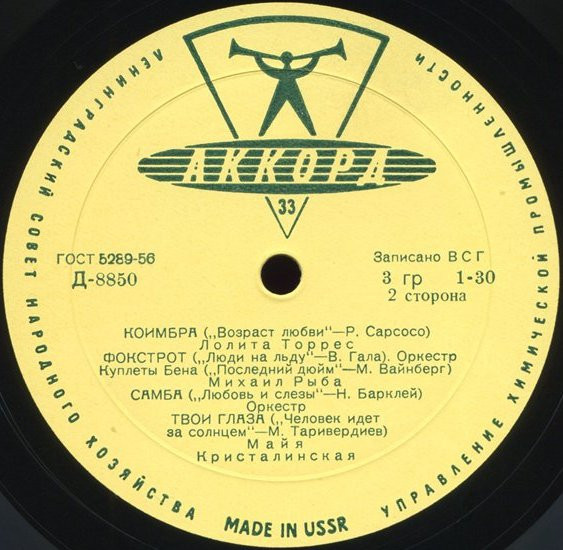 ЛЕНИНГРАДСКИЙ СОВЕТ НАРОДНОГО ХОЗЯЙСТВА
УПРАВЛЕНИЕ ХИМИЧЕСКОЙ ПРОМЫШЛЕННОСТИ
АККОРД
33
ГОСТ 5289-56
Д-8850
Записано ВСГ
3 гр 1-30
2 сторона
КОИМБРА („Возраст любви"—Р. Сарсосо)
Лолита Торрес
ФОКСТРОТ („Люди на льду"—В. Гала). Оркестр
Куплеты Бена („Последний дюйм"—М. Вайнберг)
Михаил Рыба
САМБА („Любовь и слезы"—Н. Барклей)
Оркестр
ТВОИ ГЛАЗА („Человек идет
за солнцем"—М. Таривердиев)
Майя
Кристалинская
MADE IN USSR